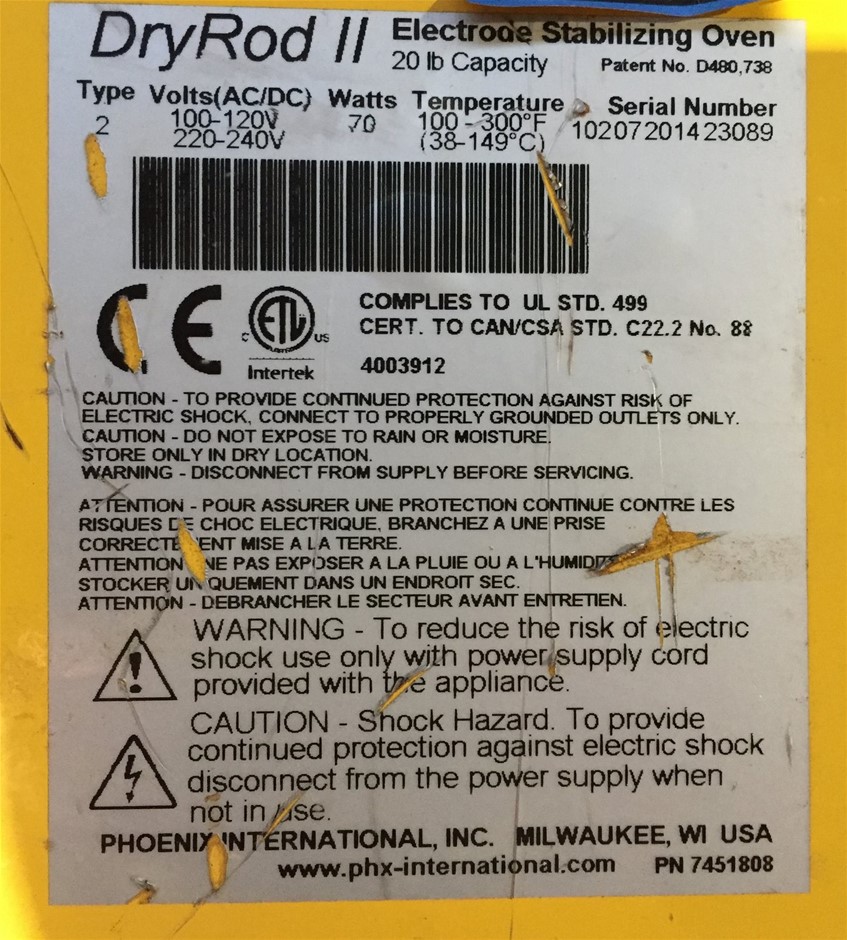 DryRod II Electrode Stabilizing Oven
20 lb Capacity Patent No. D480,738
Type Volts(AC/DC) Watts Temperature Serial Number
2 100-120V 70 100-300°F 10207201423089
220-240V (38-149°C)
CE ETL
C US
Intertek
COMPLIES TO UL STD. 499
CERT. TO CAN/CSA STD. C22.2 No. 88
4003912
CAUTION - TO PROVIDE CONTINUED PROTECTION AGAINST RISK OF
ELECTRIC SHOCK, CONNECT TO PROPERLY GROUNDED OUTLETS ONLY.
CAUTION - DO NOT EXPOSE TO RAIN OR MOISTURE.
STORE ONLY IN DRY LOCATION.
WARNING - DISCONNECT FROM SUPPLY BEFORE SERVICING.
ATTENTION - POUR ASSURER UNE PROTECTION CONTINUE CONTRE LES
RISQUES DE CHOC ELECTRIQUE, BRANCHEZ A UNE PRISE
CORRECTEMENT MISE A LA TERRE.
ATTENTION - NE PAS EXPOSER A LA PLUIE OU A L'HUMIDITE
STOCKER UNIQUEMENT DANS UN ENDROIT SEC.
ATTENTION - DEBRANCHER LE SECTEUR AVANT ENTRETIEN.
WARNING - To reduce the risk of electric
shock use only with power supply cord
provided with the appliance.
CAUTION - Shock Hazard. To provide
continued protection against electric shock
disconnect from the power supply when
not in use.
PHOENIX INTERNATIONAL, INC. MILWAUKEE, WI USA
www.phx-international.com PN 7451808